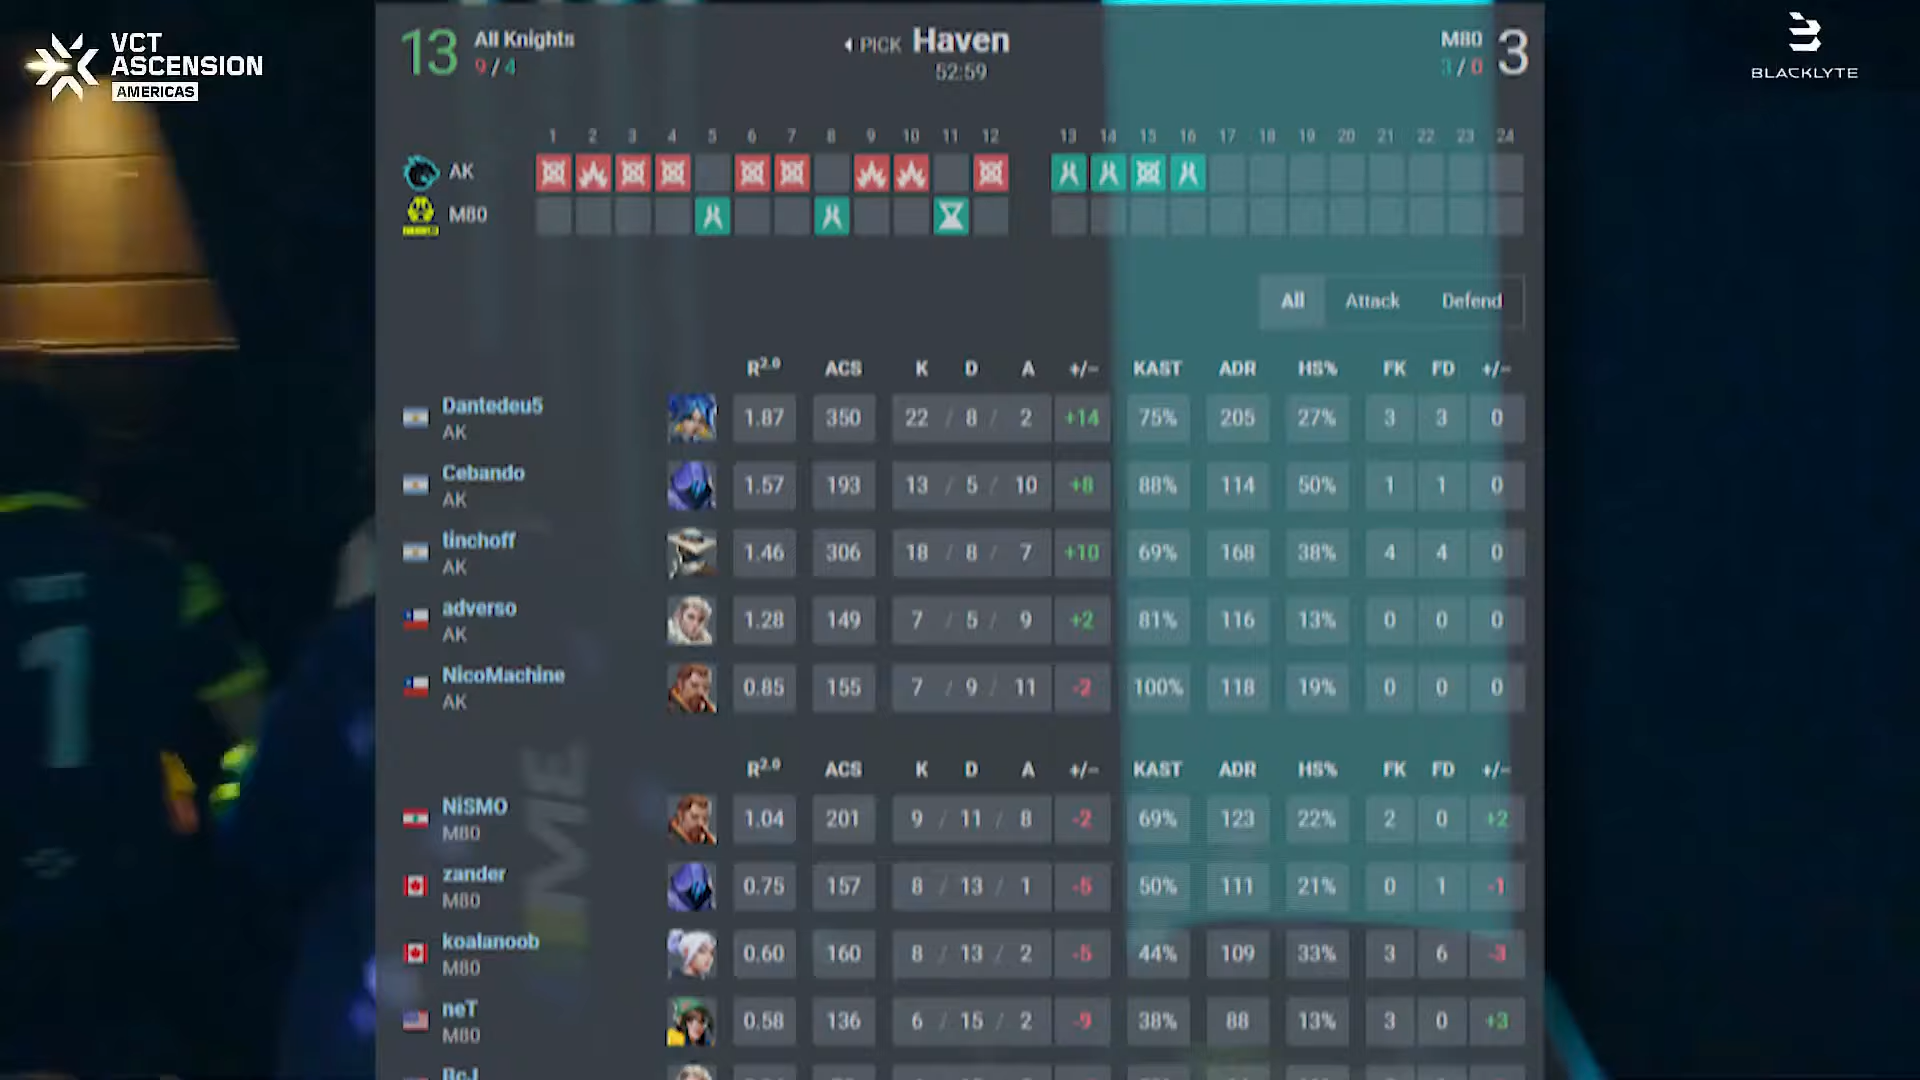 VCT
ASCENSION
AMERICAS
BLACKLYTE
13 All Knights
9 / 4
PICK Haven
52:59
M80 3
3 / 0
1 2 3 4 5 6 7 8 9 10 11 12 13 14 15 16 17 18 19 20 21 22 23 24
AK
M80
All Attack Defend
R2.0 ACS K D A +/- KAST ADR HS% FK FD +/-
Dantedeu5
AK
1.87 350 22 / 8 / 2 +14 75% 205 27% 3 3 0
Cebando
AK
1.57 193 13 / 5 / 10 +8 88% 114 50% 1 1 0
tinchoff
AK
1.46 306 18 / 8 / 7 +10 69% 168 38% 4 4 0
adverso
AK
1.28 149 7 / 5 / 9 +2 81% 116 13% 0 0 0
NicoMachine
AK
0.85 155 7 / 9 / 11 -2 100% 118 19% 0 0 0
R2.0 ACS K D A +/- KAST ADR HS% FK FD +/-
NiSMO
M80
1.04 201 9 / 11 / 8 -2 69% 123 22% 2 0 +2
zander
M80
0.75 157 8 / 13 / 1 -5 50% 111 21% 0 1 -1
koalanoob
M80
0.60 160 8 / 13 / 2 -5 44% 109 33% 3 6 -3
neT
M80
0.58 136 6 / 15 / 2 -9 38% 88 13% 3 0 +3
BcJ
1